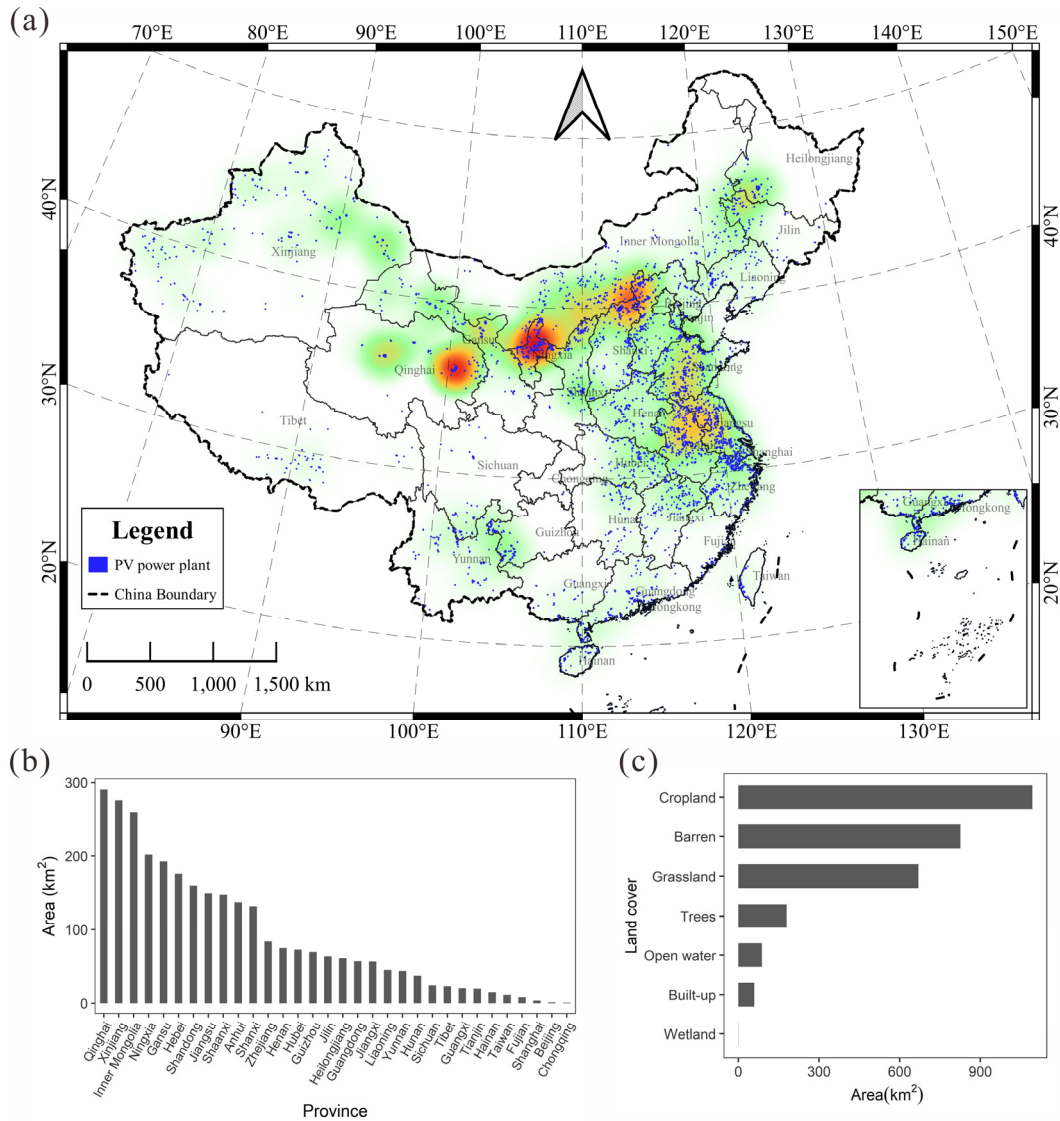 (a)
70°E 80°E 90°E 100°E 110°E 120°E 130°E 140°E 150°E
40°N
30°N
20°N
40°N
30°N
20°N
Heilongjiang
Jilin
Inner Mongolia
Liaoning
Xinjiang
Gansu
Qinghai
Shanxi
Henan
Tibet
Sichuan
Chongqing
Hubei
Shanghai
Zhejiang
Hunan
Jiangxi
Guizhou
Fujian
Yunnan
Guangxi
Guangdong
Hongkong
Taiwan
Hainan
Legend
PV power plant
China Boundary
0 500 1,000 1,500 km
Guangxi
Hongkong
Hainan
90°E 100°E 110°E 120°E 130°E
(b)
Area (km²)
300
200
100
0
Qinghai
Xinjiang
Inner Mongolia
Ningxia
Gansu
Hebei
Shandong
Jiangsu
Shaanxi
Anhui
Shanxi
Zhejiang
Henan
Hubei
Guizhou
Jilin
Heilongjiang
Guangdong
Jiangxi
Liaoning
Yunnan
Hunan
Sichuan
Tibet
Guangxi
Tianjin
Hainan
Taiwan
Fujian
Shanghai
Beijing
Chongqing
Province
(c)
Land cover
Cropland
Barren
Grassland
Trees
Open water
Built-up
Wetland
0 300 600 900
Area(km²)